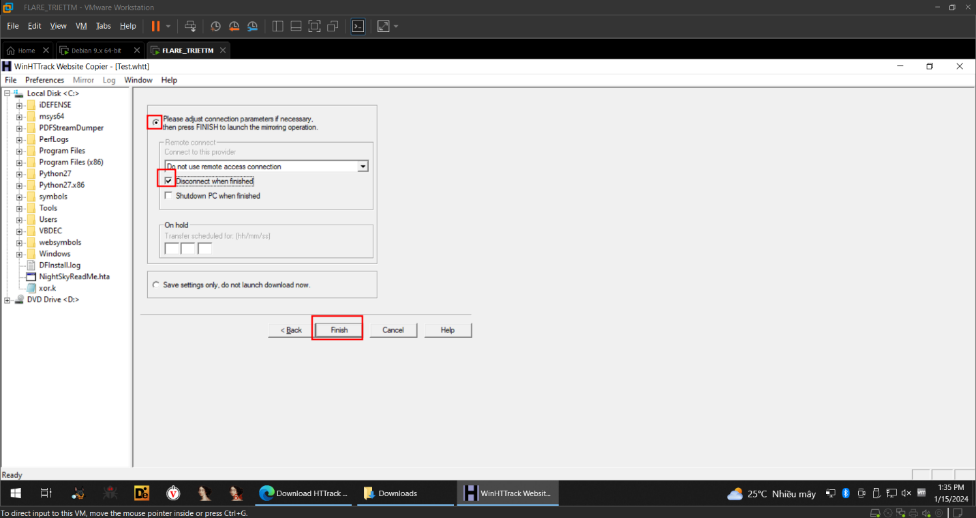 FLARE_TRIETTM - VMware Workstation
File Edit View VM Tabs Help
Home Debian 9.x 64-bit FLARE_TRIETTM
WinHTTrack Website Copier - [Test.whtt]
File Preferences Mirror Log Window Help
Local Disk <C:>
iDEFENSE
msys64
PDFStreamDumper
PerfLogs
Program Files
Program Files (x86)
Python27
Python27.x86
symbols
Tools
Users
VBDEC
websymbols
Windows
DFInstall.log
NightSkyReadMe.hta
xor.k
DVD Drive <D:>
Please adjust connection parameters if necessary,
then press FINISH to launch the mirroring operation.
Remote connect
Connect to this provider
Do not use remote access connection
Disconnect when finished
Shutdown PC when finished
On hold
Transfer scheduled for: (hh/mm/ss)
Save settings only, do not launch download now.
< Back Finish Cancel Help
Ready
Download HTTrack ... Downloads WinHTTrack Websit... 25°C Nhiều mây 1:35 PM
1/15/2024
To direct input to this VM, move the mouse pointer inside or press Ctrl+G.